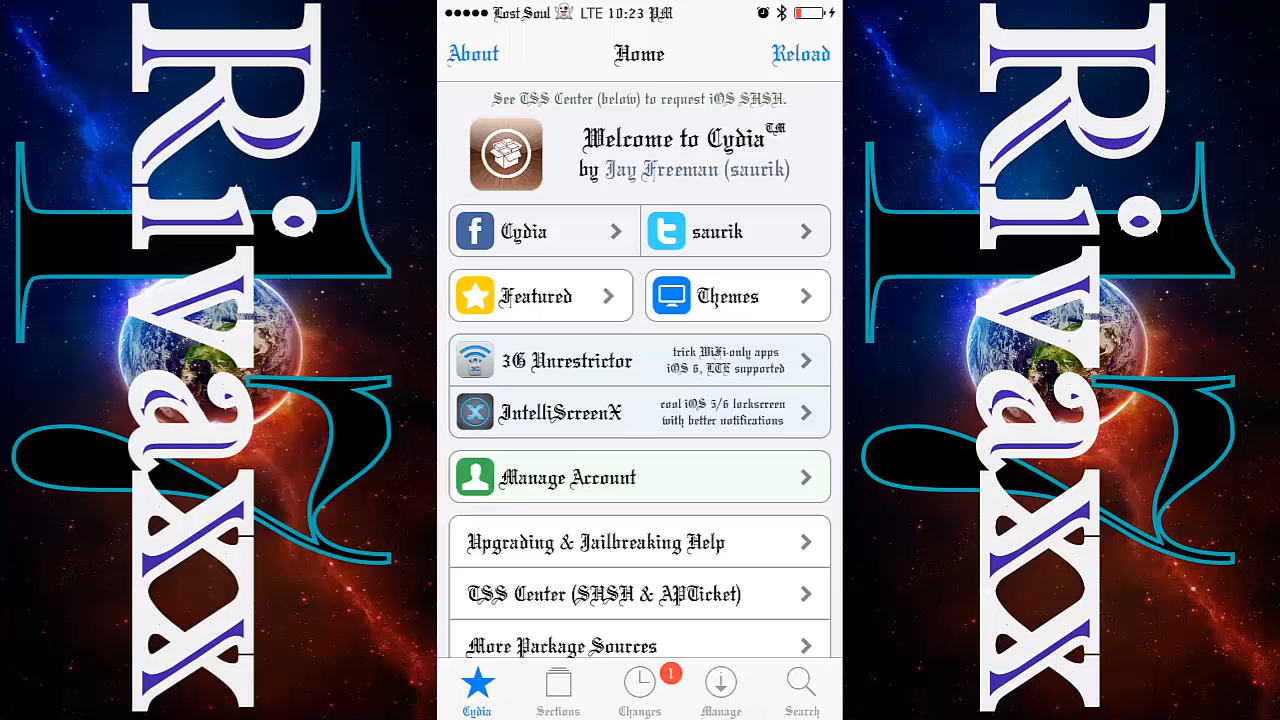 Rivaxx
Lost Soul 👻 LTE 10:23 PM
About Home Reload
See TSS Center (below) to request iOS SHSH.
Welcome to Cydia™
by Jay Freeman (saurik)
Cydia saurik
Featured Themes
3G Unrestrictor trick WiFi-only apps
iOS 6, LTE supported
IntelliScreenX cool iOS 5/6 lockscreen
with better notifications
Manage Account
Upgrading & Jailbreaking Help
TSS Center (SHSH & APTicket)
More Package Sources
1
Cydia Sections Changes Manage Search
Rivaxx